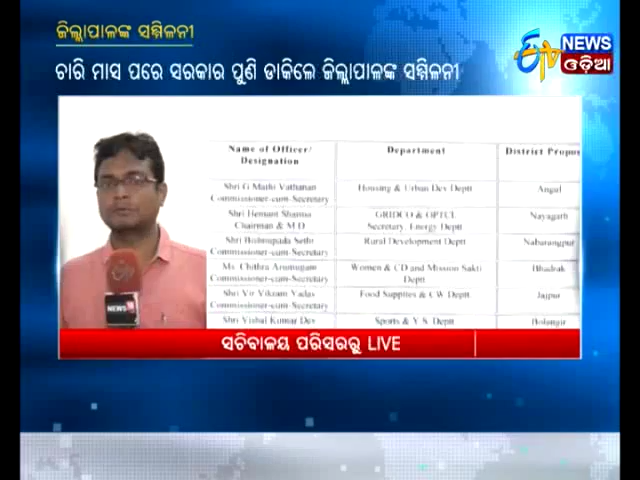 ଜିଲ୍ଲାପାଳଙ୍କ ସମ୍ମିଳନୀ
ଚାରି ମାସ ପରେ ସରକାର ପୁଣି ଡାକିଲେ ଜିଲ୍ଲାପାଳଙ୍କ ସମ୍ମିଳନୀ
ETV NEWS
ଓଡ଼ିଆ
Name of Officer/ Designation
Department
District Propos
Shri G Mathi Vathanan Commissioner-cum-Secretary
Housing & Urban Dev Deptt
Angul
Shri Hemant Sharma Chairman & M D
GRIDCO & OPTCL Secretary, Energy Deptt
Nayagarh
Shri Bishnupada Sethi Commissioner-cum-Secretary
Rural Development Deptt
Nabarangpur
Ms. Chithra Arumugam Commissioner-cum-Secretary
Women & CD and Mission Sakti Deptt
Bhadrak
Shri Vir Vikram Yadav Commissioner-cum-Secretary
Food Supplies & CW Deptt
Jajpur
Shri Vishal Kumar Dev
Sports & Y S Deptt
Bolangir
NEWS
ସଚିବାଳୟ ପରିସରରୁ LIVE